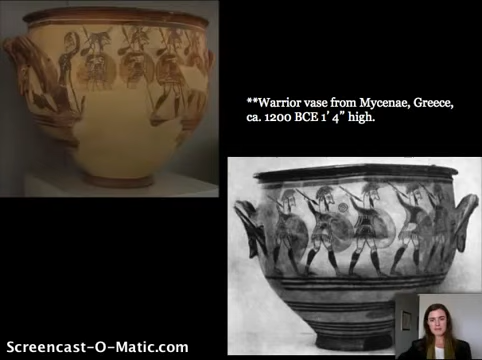 **Warrior vase from Mycenae, Greece,
ca. 1200 BCE 1’ 4” high.
Screencast-O-Matic.com